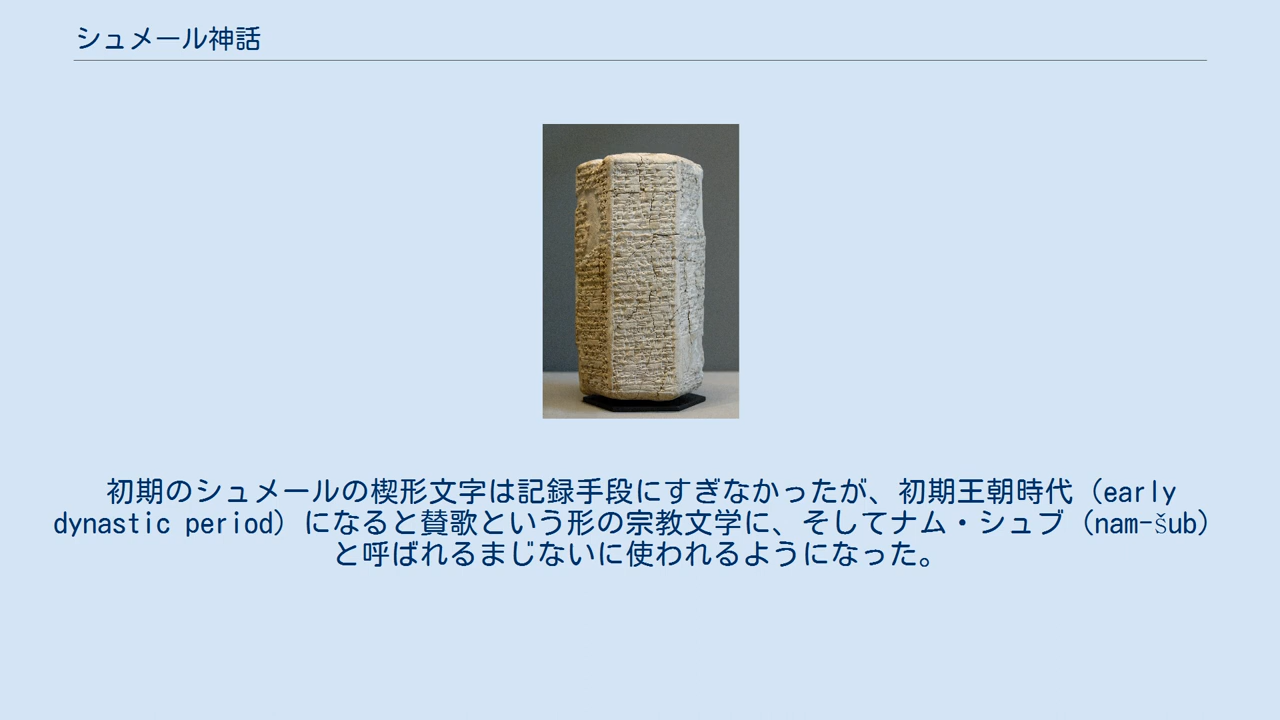 シュメール神話
初期のシュメールの楔形文字は記録手段にすぎなかったが、初期王朝時代（early
dynastic period）になると賛歌という形の宗教文学に、そしてナム・シュブ（nam-šub）
と呼ばれるまじないに使われるようになった。